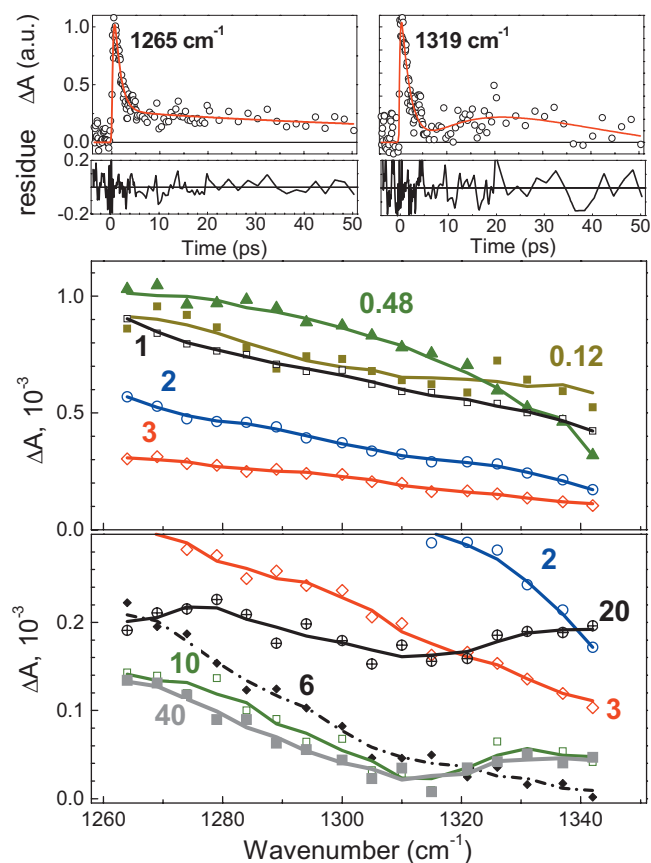 1265 cm⁻¹
1319 cm⁻¹
ΔA (a.u.)
1.0
0.5
0.0
residue
0.2
-0.2
0 10 20 30 40 50
0 10 20 30 40 50
Time (ps)
Time (ps)
ΔA, 10⁻³
1.0
0.5
0.0
0.48
0.12
1
2
3
ΔA, 10⁻³
0.2
0.1
0.0
2
20
10
6
3
40
1260 1280 1300 1320 1340
Wavenumber (cm⁻¹)